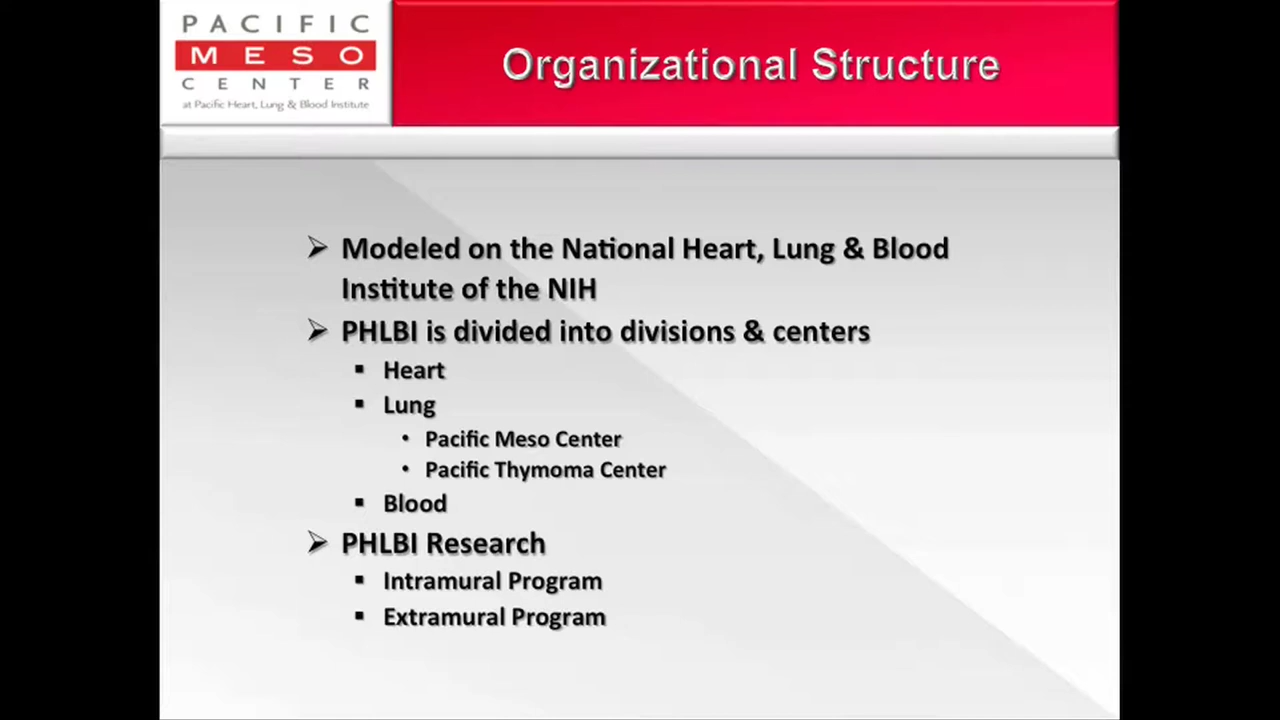 PACIFIC
MESO
CENTER
at Pacific Heart, Lung & Blood Institute
Organizational Structure
➢ Modeled on the National Heart, Lung & Blood
Institute of the NIH
➢ PHLBI is divided into divisions & centers
▪ Heart
▪ Lung
• Pacific Meso Center
• Pacific Thymoma Center
▪ Blood
➢ PHLBI Research
▪ Intramural Program
▪ Extramural Program